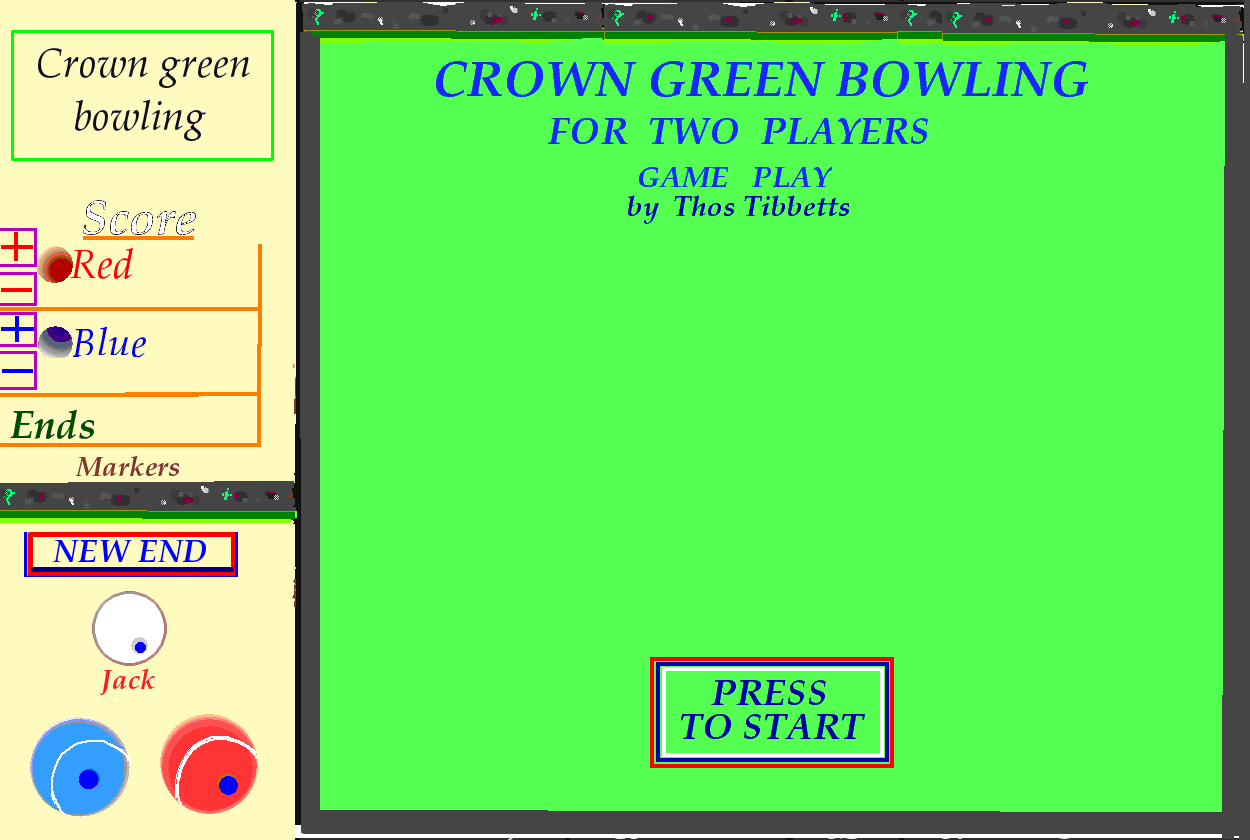 Crown green
bowling
Score
+
Red
−
+
Blue
−
Ends
Markers
NEW END
Jack
CROWN GREEN BOWLING
FOR TWO PLAYERS
GAME PLAY
by Thos Tibbetts
PRESS
TO START